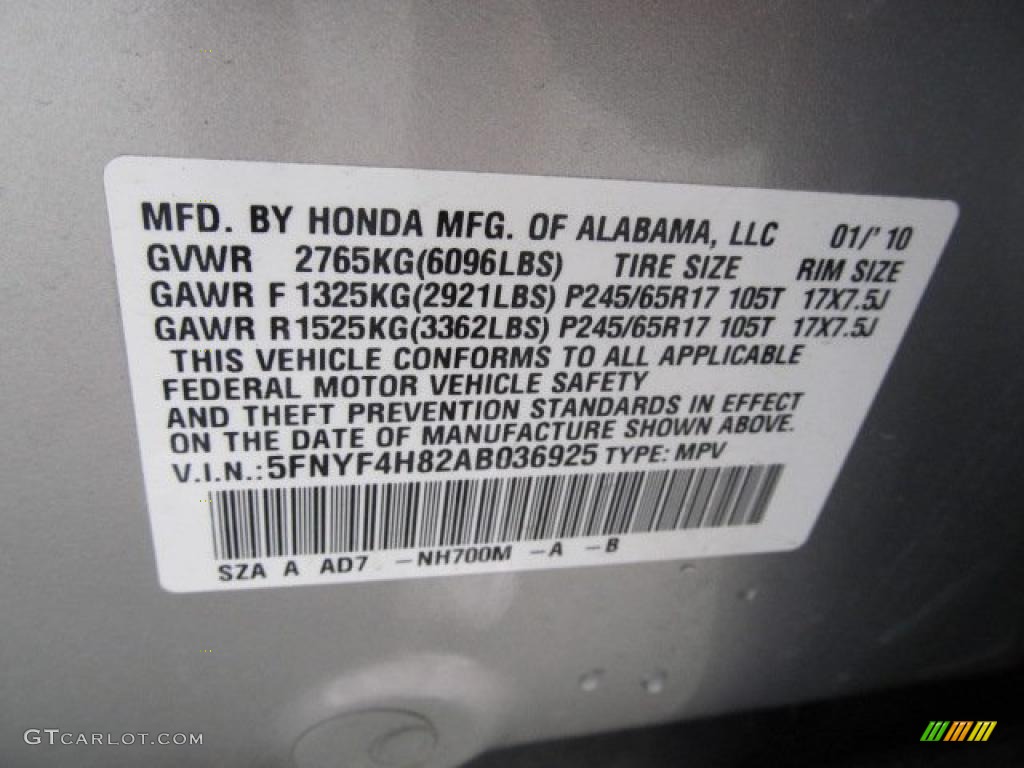 MFD. BY HONDA MFG. OF ALABAMA, LLC 01/'10
GVWR 2765KG(6096LBS) TIRE SIZE RIM SIZE
GAWR F 1325KG(2921LBS) P245/65R17 105T 17X7.5J
GAWR R 1525KG(3362LBS) P245/65R17 105T 17X7.5J
THIS VEHICLE CONFORMS TO ALL APPLICABLE
FEDERAL MOTOR VEHICLE SAFETY
AND THEFT PREVENTION STANDARDS IN EFFECT
ON THE DATE OF MANUFACTURE SHOWN ABOVE.
V.I.N.: 5FNYF4H82AB036925 TYPE: MPV
SZA A AD7 -NH700M -A -B
GTCARLOT.COM